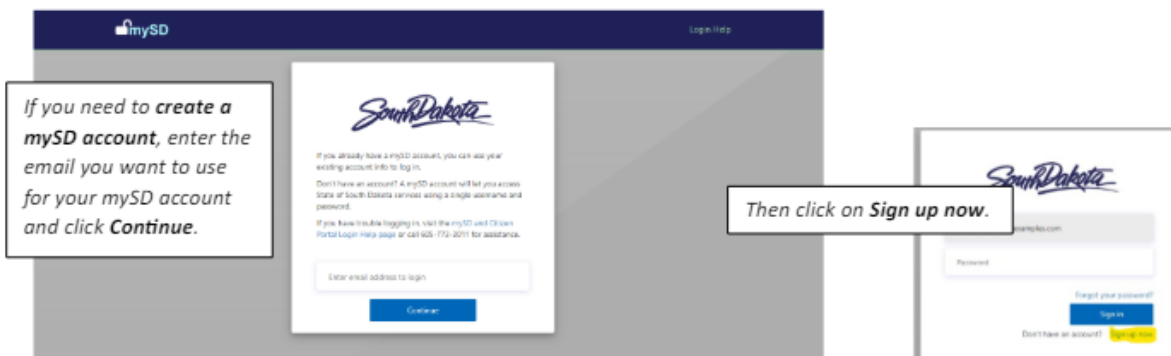 mySD
Login Help
If you need to create a
mySD account, enter the
email you want to use
for your mySD account
and click Continue.
SouthDakota
If you already have a mySD account, you can use your
existing account info to log in.
Don't have an account? A mySD account will let you access
State of South Dakota services using a single username and
password.
If you have trouble logging in, visit the mySD and Citizen
Portal Login Help page or call 605-773-2011 for assistance.
Enter email address to login
Continue
Then click on Sign up now.
SouthDakota
examples.com
Password
Forgot your password?
Sign in
Don't have an account? Sign up now